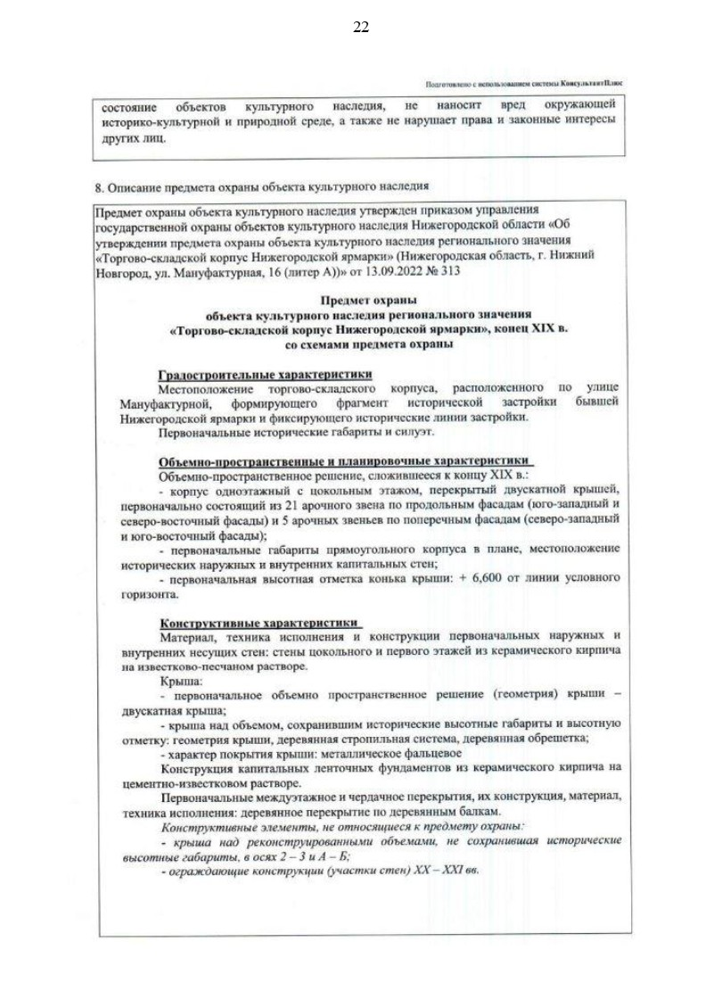 22
Подготовлено с использованием системы КонсультантПлюс
состояние объектов культурного наследия, не наносит вред окружающей
историко-культурной и природной среде, а также не нарушает права и законные интересы
других лиц.
8. Описание предмета охраны объекта культурного наследия
Предмет охраны объекта культурного наследия утвержден приказом управления
государственной охраны объектов культурного наследия Нижегородской области «Об
утверждении предмета охраны объекта культурного наследия регионального значения
«Торгово-складской корпус Нижегородской ярмарки» (Нижегородская область, г. Нижний
Новгород, ул. Мануфактурная, 16 (литер А))» от 13.09.2022 № 313
Предмет охраны
объекта культурного наследия регионального значения
«Торгово-складской корпус Нижегородской ярмарки», конец XIX в.
со схемами предмета охраны
Градостроительные характеристики
Местоположение торгово-складского корпуса, расположенного по улице
Мануфактурной, формирующего фрагмент исторической застройки бывшей
Нижегородской ярмарки и фиксирующего исторические линии застройки.
Первоначальные исторические габариты и силуэт.
Объемно-пространственные и планировочные характеристики
Объемно-пространственное решение, сложившееся к концу XIX в.:
- корпус одноэтажный с цокольным этажом, перекрытый двускатной крышей,
первоначально состоящий из 21 арочного звена по продольным фасадам (юго-западный и
северо-восточный фасады) и 5 арочных звеньев по поперечным фасадам (северо-западный
и юго-восточный фасады);
- первоначальные габариты прямоугольного корпуса в плане, местоположение
исторических наружных и внутренних капитальных стен;
- первоначальная высотная отметка конька крыши: + 6,600 от линии условного
горизонта.
Конструктивные характеристики
Материал, техника исполнения и конструкции первоначальных наружных и
внутренних несущих стен: стены цокольного и первого этажей из керамического кирпича
на известково-песчаном растворе.
Крыша:
- первоначальное объемно пространственное решение (геометрия) крыши –
двускатная крыша;
- крыша над объемом, сохранившим исторические высотные габариты и высотную
отметку: геометрия крыши, деревянная стропильная система, деревянная обрешетка;
- характер покрытия крыши: металлическое фальцевое
Конструкция капитальных ленточных фундаментов из керамического кирпича на
цементно-известковом растворе.
Первоначальные междуэтажное и чердачное перекрытия, их конструкция, материал,
техника исполнения: деревянное перекрытие по деревянным балкам.
Конструктивные элементы, не относящиеся к предмету охраны:
- крыша над реконструированными объемами, не сохранившая исторические
высотные габариты, в осях 2 – 3 и А – Б;
- ограждающие конструкции (участки стен) XX – XXI вв.